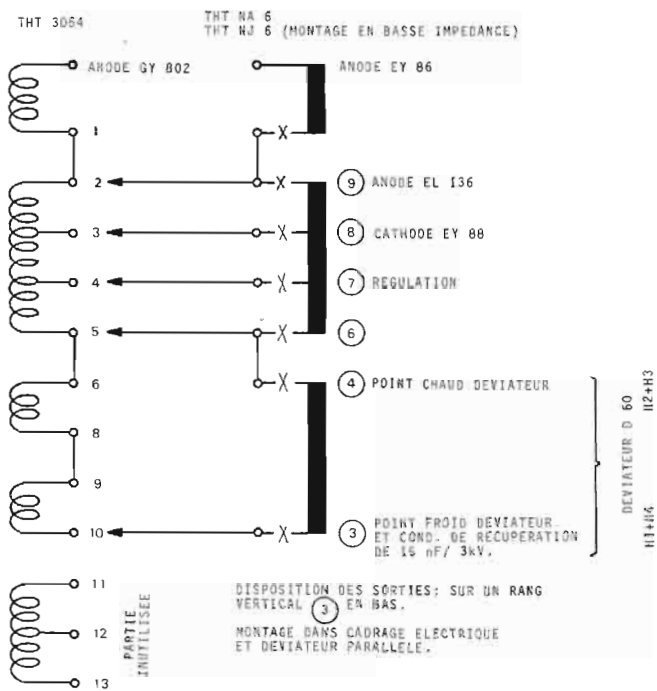 THT 3054
THT NA 6
THT NJ 6 (MONTAGE EN BASSE IMPEDANCE)
ANODE GY 802
ANODE EY 86
1
X
2
X
9 ANODE EL 136
3
X
8 CATHODE EY 88
4
X
7 REGULATION
5
X
6
6
X
4 POINT CHAUD DEVIATEUR
8
9
10
X
3 POINT FROID DEVIATEUR
ET COND. DE RECUPERATION
DE 16 nF/ 3kV.
DEVIATEUR D 60
H2+H3
H1+H4
11
12
13
PARTIE
INUTILISEE
DISPOSITION DES SORTIES: SUR UN RANG
VERTICAL 3 EN BAS.
MONTAGE DANS CADRAGE ELECTRIQUE
ET DEVIATEUR PARALLELE.